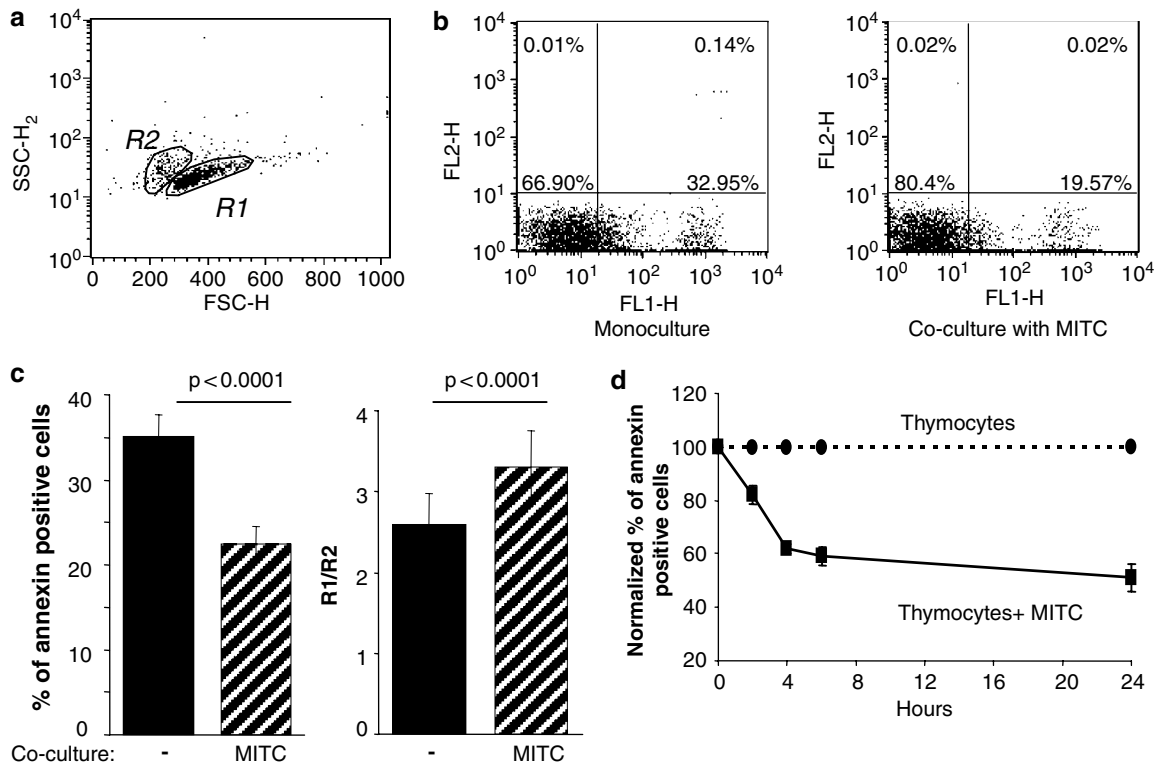 a
SSC-H2
10^4
10^3
10^2
10^1
10^0
R2
R1
0 200 400 600 800 1000
FSC-H
b
FL2-H
10^4
10^3
10^2
10^1
10^0
0.01% 0.14%
66.90% 32.95%
10^0 10^1 10^2 10^3 10^4
FL1-H
Monoculture
FL2-H
10^4
10^3
10^2
10^1
10^0
0.02% 0.02%
80.4% 19.57%
10^0 10^1 10^2 10^3 10^4
FL1-H
Co-culture with MITC
c
% of annexin positive cells
p<0.0001
40
30
20
10
0
Co-culture: - MITC
R1/R2
p<0.0001
4
3
2
1
0
- MITC
d
Normalized % of annexin
positive cells
120
100
80
60
40
20
Thymocytes
Thymocytes+ MITC
0 4 8 12 16 20 24
Hours